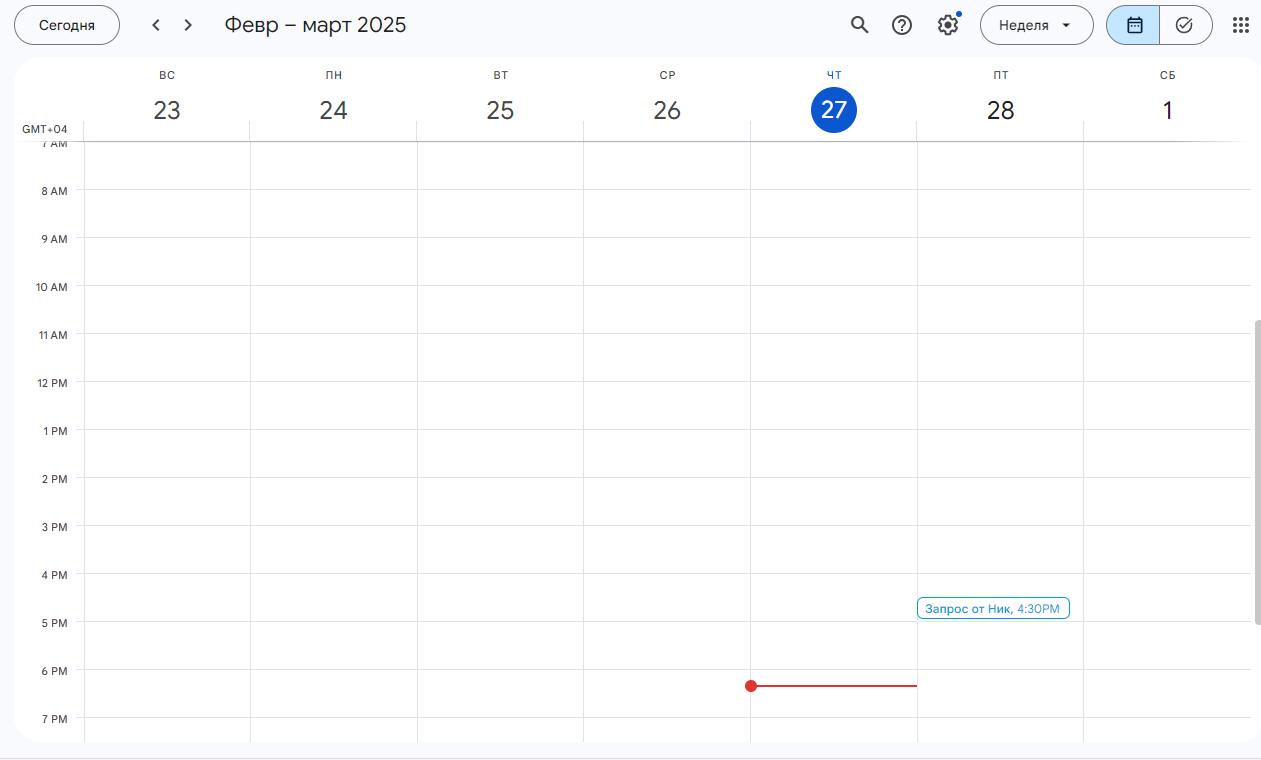 Сегодня
Февр – март 2025
Неделя
ВС ПН ВТ СР ЧТ ПТ СБ
23 24 25 26 27 28 1
GMT+04
7 AM
8 AM
9 AM
10 AM
11 AM
12 PM
1 PM
2 PM
3 PM
4 PM
Запрос от Ник, 4:30PM
5 PM
6 PM
7 PM